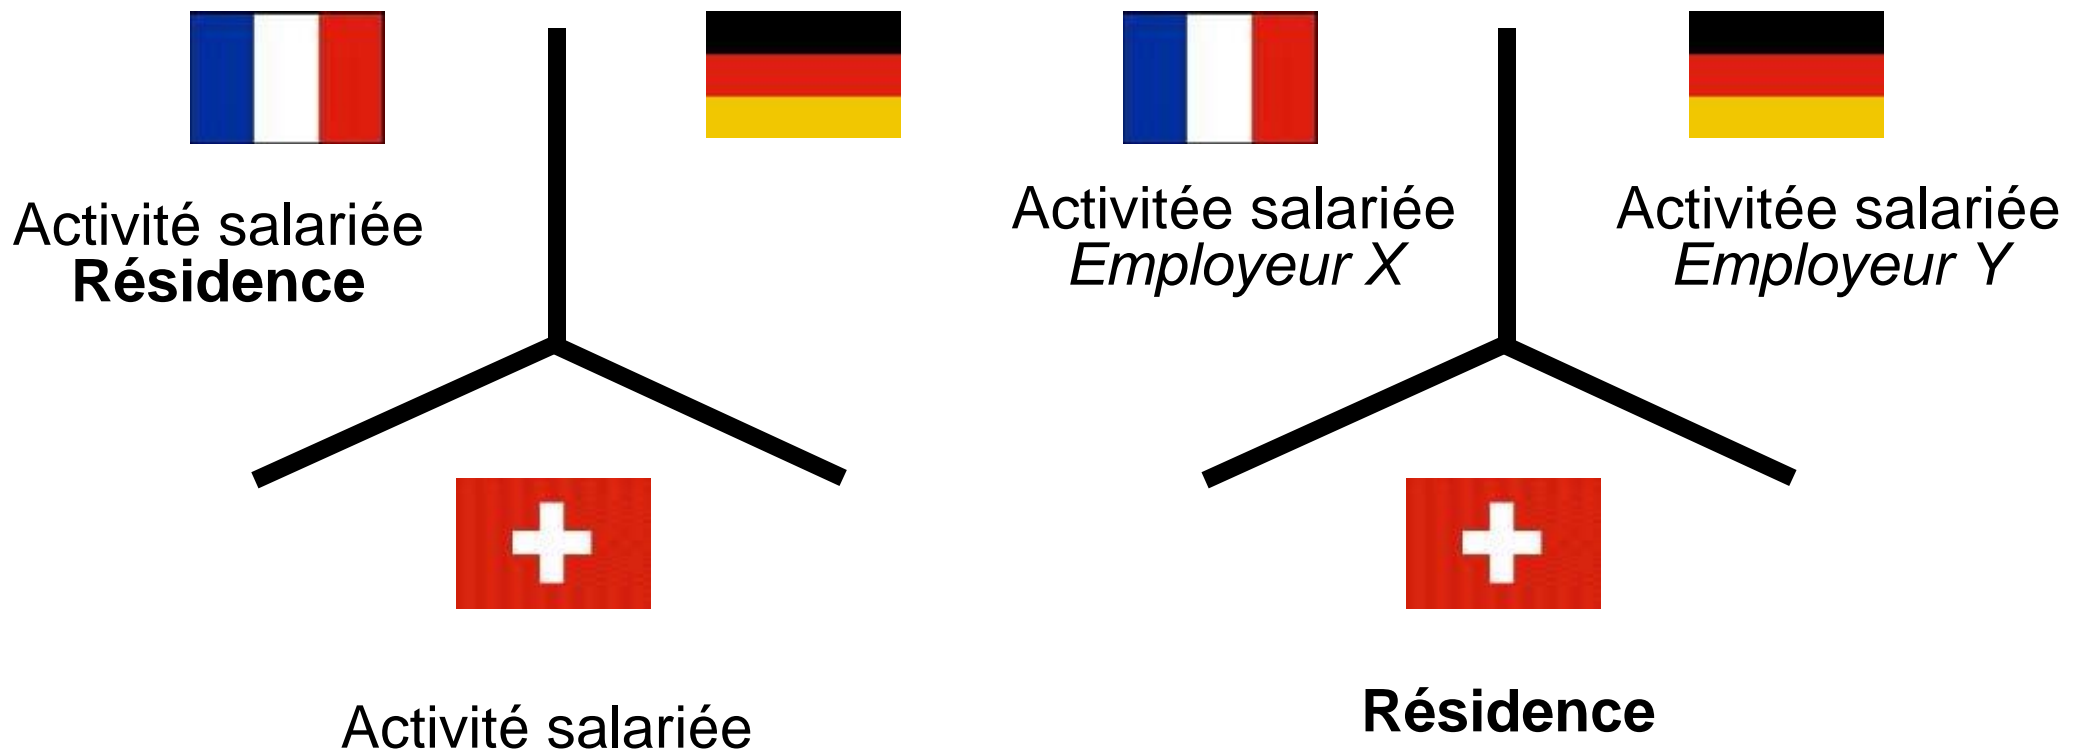 Activité salariée
Résidence
Activité salariée
Activitée salariée
Employeur X
Activitée salariée
Employeur Y
Résidence